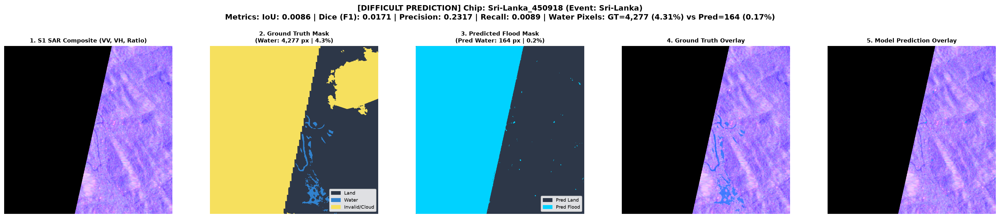 [DIFFICULT PREDICTION] Chip: Sri-Lanka_450918 (Event: Sri-Lanka)
Metrics: IoU: 0.0086 | Dice (F1): 0.0171 | Precision: 0.2317 | Recall: 0.0089 | Water Pixels: GT=4,277 (4.31%) vs Pred=164 (0.17%)
1. S1 SAR Composite (VV, VH, Ratio)
2. Ground Truth Mask
(Water: 4,277 px | 4.3%)
3. Predicted Flood Mask
(Pred Water: 164 px | 0.2%)
4. Ground Truth Overlay
5. Model Prediction Overlay
Land
Water
Invalid/Cloud
Pred Land
Pred Flood